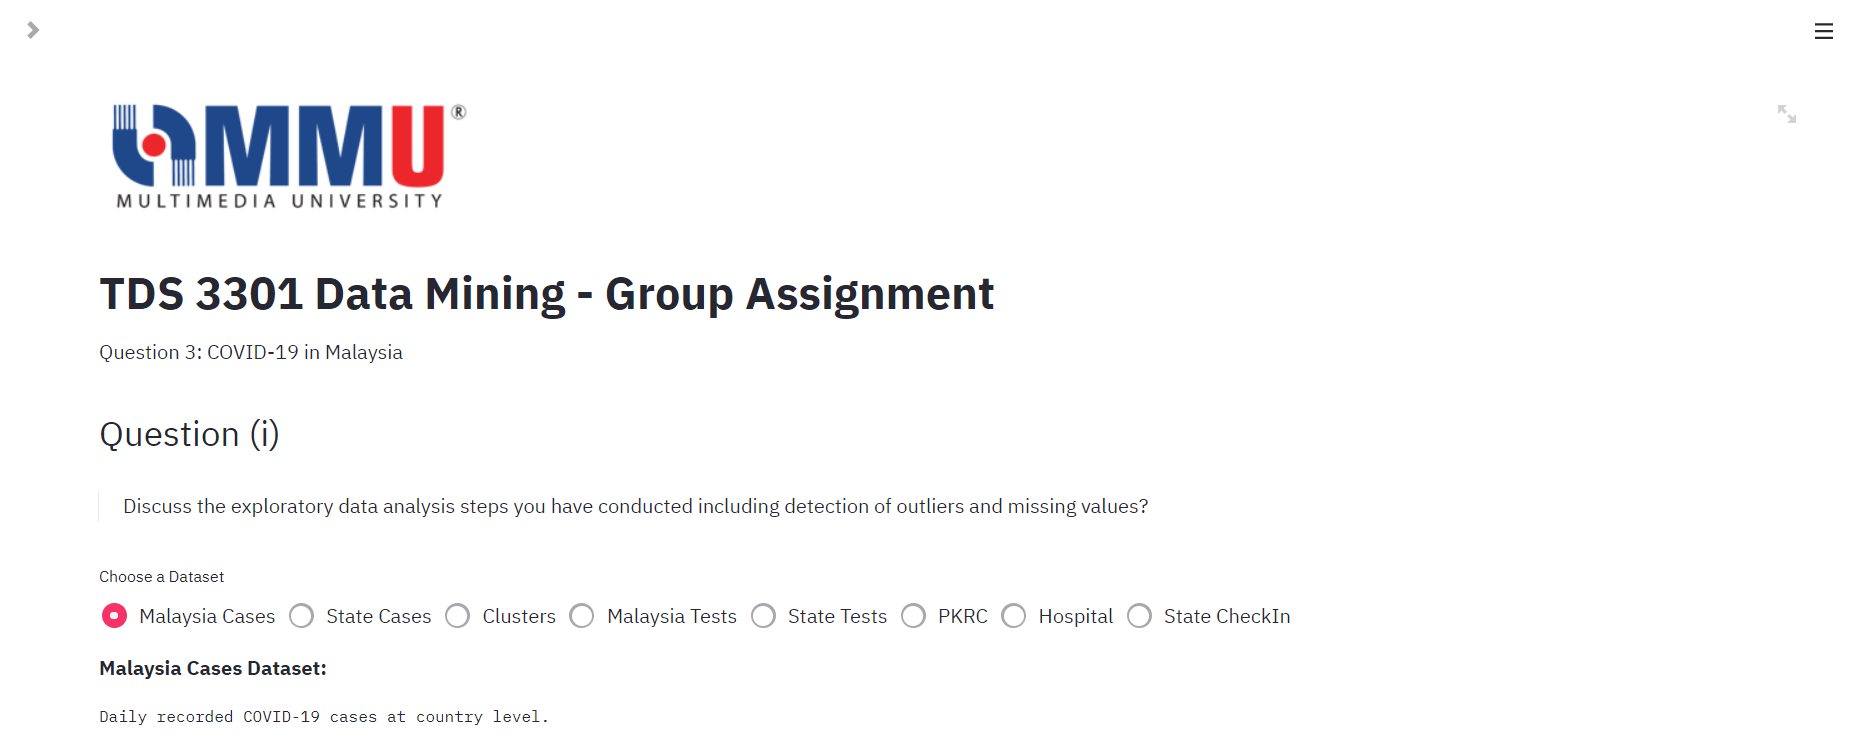 MMU®
MULTIMEDIA UNIVERSITY
TDS 3301 Data Mining - Group Assignment
Question 3: COVID-19 in Malaysia
Question (i)
Discuss the exploratory data analysis steps you have conducted including detection of outliers and missing values?
Choose a Dataset
Malaysia Cases State Cases Clusters Malaysia Tests State Tests PKRC Hospital State CheckIn
Malaysia Cases Dataset:
Daily recorded COVID-19 cases at country level.